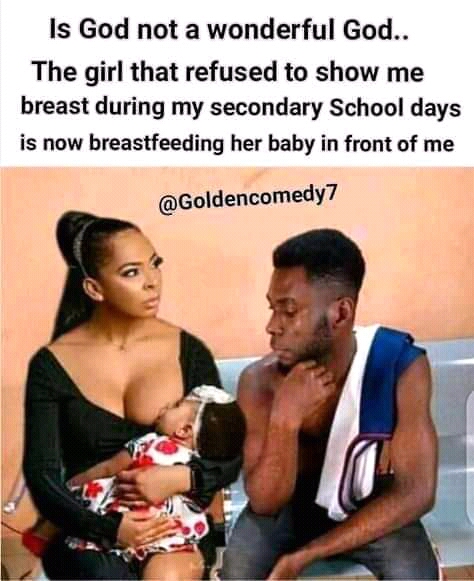 Is God not a wonderful God..
The girl that refused to show me
breast during my secondary School days
is now breastfeeding her baby in front of me
@Goldencomedy7